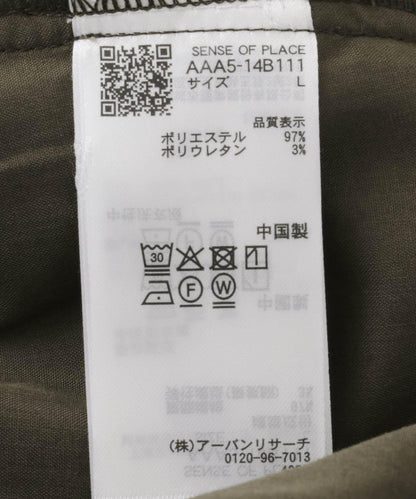 SENSE OF PLACE
AAA5-14B111
サイズ L
品質表示
ポリエステル 97%
ポリウレタン 3%
中国製
30
F W
(株)アーバンリサーチ
0120-96-7013